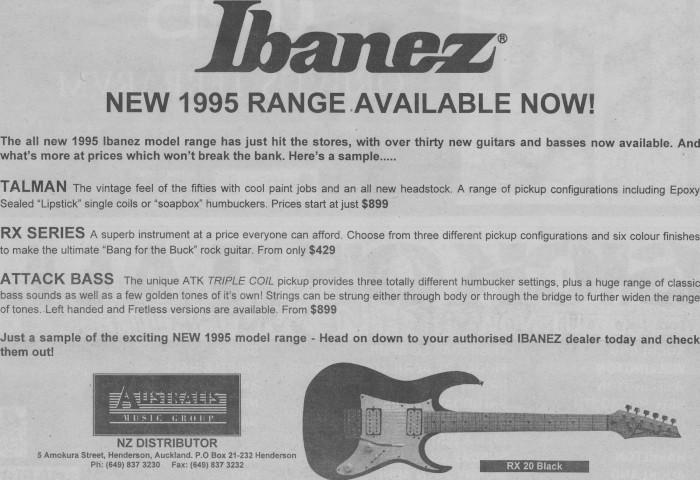 Ibanez®
NEW 1995 RANGE AVAILABLE NOW!
The all new 1995 Ibanez model range has just hit the stores, with over thirty new guitars and basses now available. And
what's more at prices which won't break the bank. Here's a sample.....
TALMAN The vintage feel of the fifties with cool paint jobs and an all new headstock. A range of pickup configurations including Epoxy
Sealed "Lipstick" single coils or "soapbox" humbuckers. Prices start at just $899
RX SERIES A superb instrument at a price everyone can afford. Choose from three different pickup configurations and six colour finishes
to make the ultimate "Bang for the Buck" rock guitar. From only $429
ATTACK BASS The unique ATK TRIPLE COIL pickup provides three totally different humbucker settings, plus a huge range of classic
bass sounds as well as a few golden tones of it's own! Strings can be strung either through body or through the bridge to further widen the range
of tones. Left handed and Fretless versions are available. From $899
Just a sample of the exciting NEW 1995 model range - Head on down to your authorised IBANEZ dealer today and check
them out!
AUSTRALIS
MUSIC GROUP
NZ DISTRIBUTOR
5 Amokura Street, Henderson, Auckland. P.O Box 21-232 Henderson
Ph: (649) 837 3230 Fax: (649) 837 3232
RX 20 Black